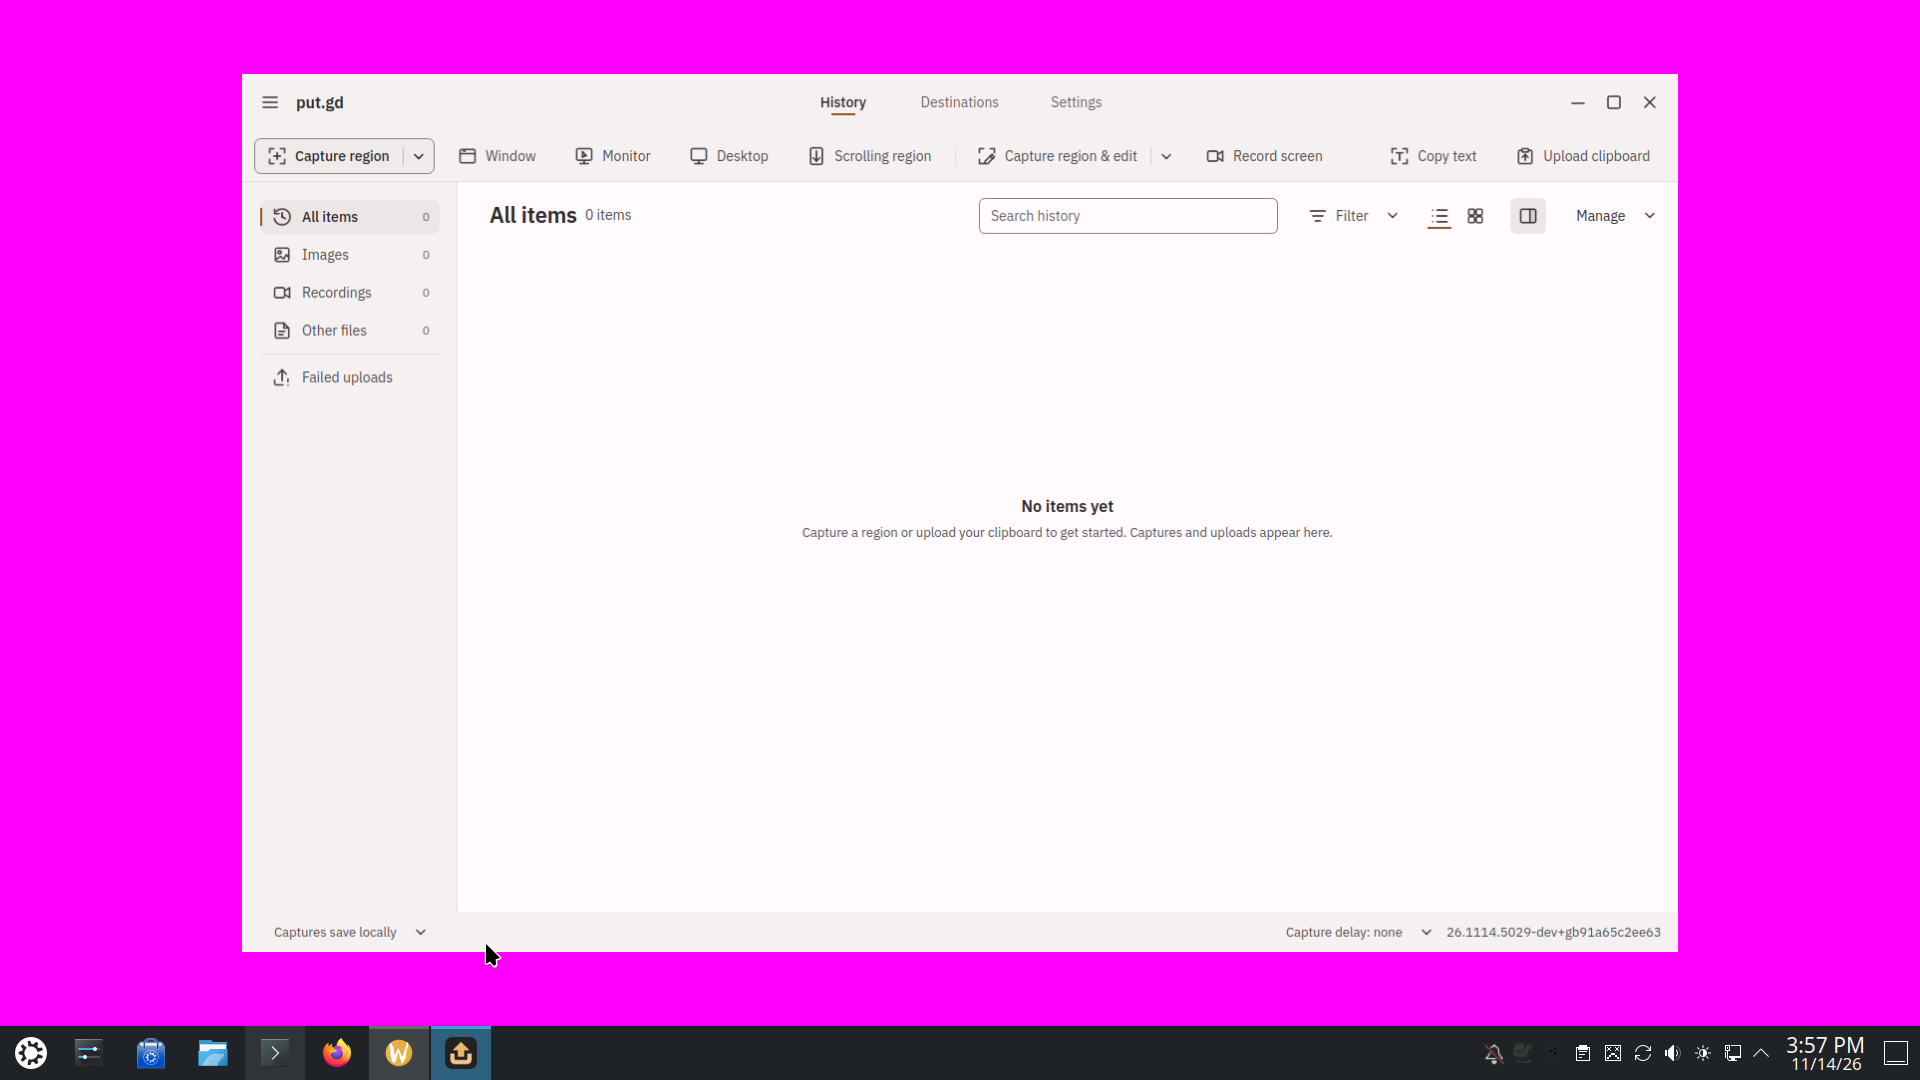 put.gd
History
Destinations
Settings
Capture region
Window
Monitor
Desktop
Scrolling region
Capture region & edit
Record screen
Copy text
Upload clipboard
All items 0
Images 0
Recordings 0
Other files 0
Failed uploads
All items 0 items
Search history
Filter
Manage
No items yet
Capture a region or upload your clipboard to get started. Captures and uploads appear here.
Captures save locally
Capture delay: none
26.1114.5029-dev+gb91a65c2ee63
W
3:57 PM
11/14/26